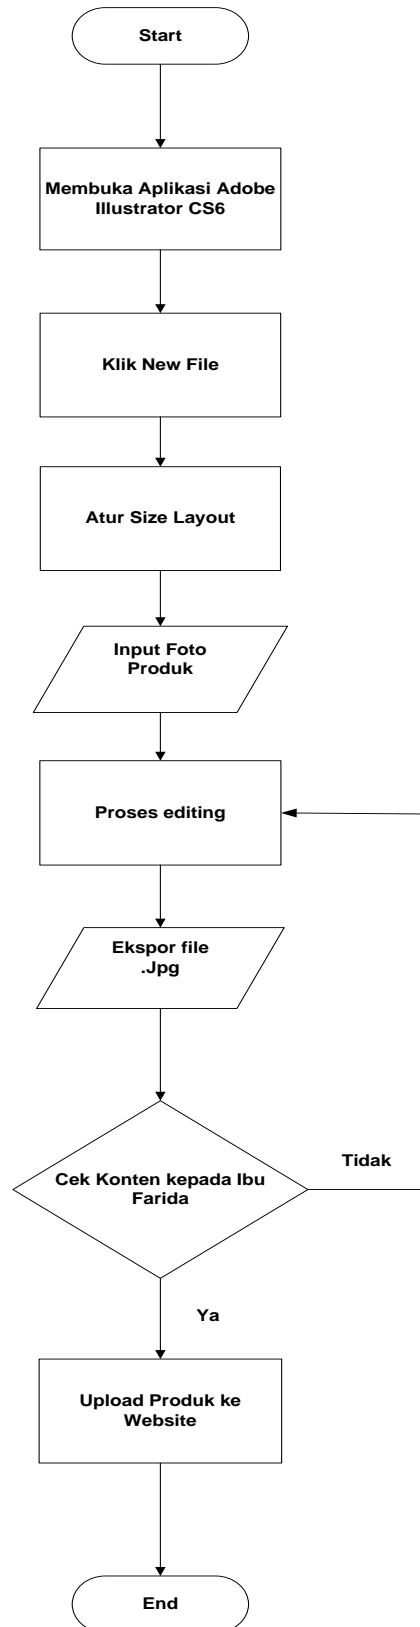 Start
Membuka Aplikasi Adobe
Illustrator CS6
Klik New File
Atur Size Layout
Input Foto
Produk
Proses editing
Ekspor file
.Jpg
Cek Konten kepada Ibu
Farida
Tidak
Ya
Upload Produk ke
Website
End